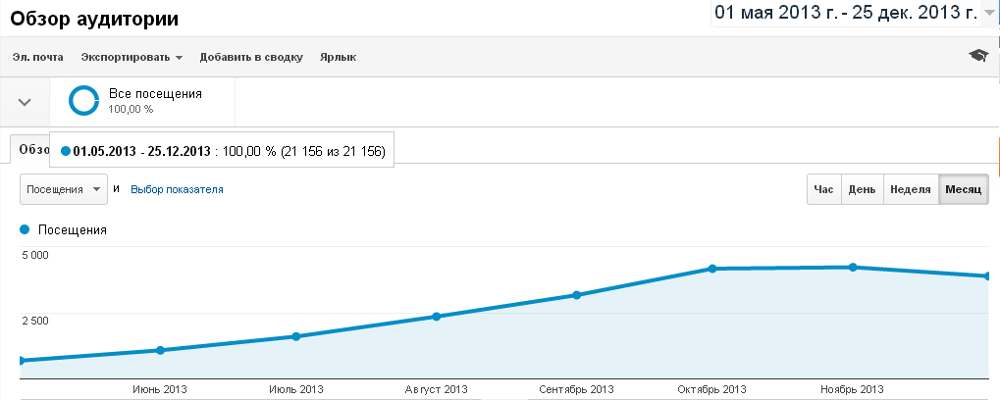 Обзор аудитории
01 мая 2013 г. - 25 дек. 2013 г.
Эл. почта Экспортировать Добавить в сводку Ярлык
Все посещения
100,00 %
Обзо
01.05.2013 - 25.12.2013 : 100,00 % (21 156 из 21 156)
Посещения и Выбор показателя
Час День Неделя Месяц
Посещения
5 000
2 500
Июнь 2013 Июль 2013 Август 2013 Сентябрь 2013 Октябрь 2013 Ноябрь 2013